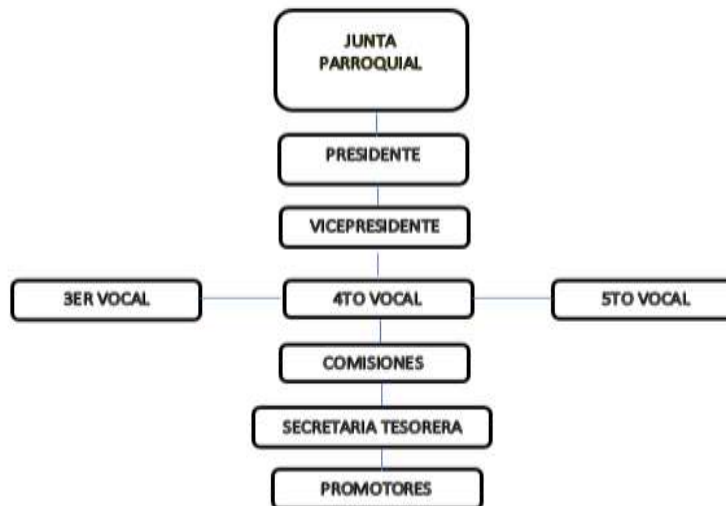 JUNTA
PARROQUIAL
PRESIDENTE
VICEPRESIDENTE
3ER VOCAL
4TO VOCAL
5TO VOCAL
COMISIONES
SECRETARIA TESORERA
PROMOTORES